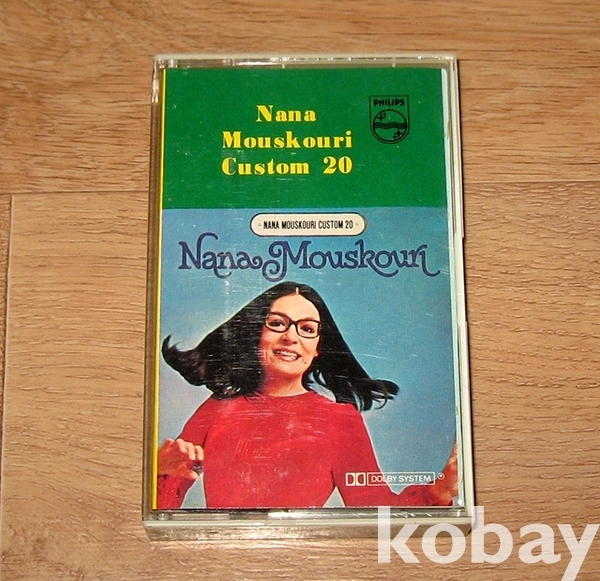 Nana
Mouskouri
Custom 20
PHILIPS
NANA MOUSKOURI CUSTOM 20
Nana Mouskouri
DOLBY SYSTEM
kobay